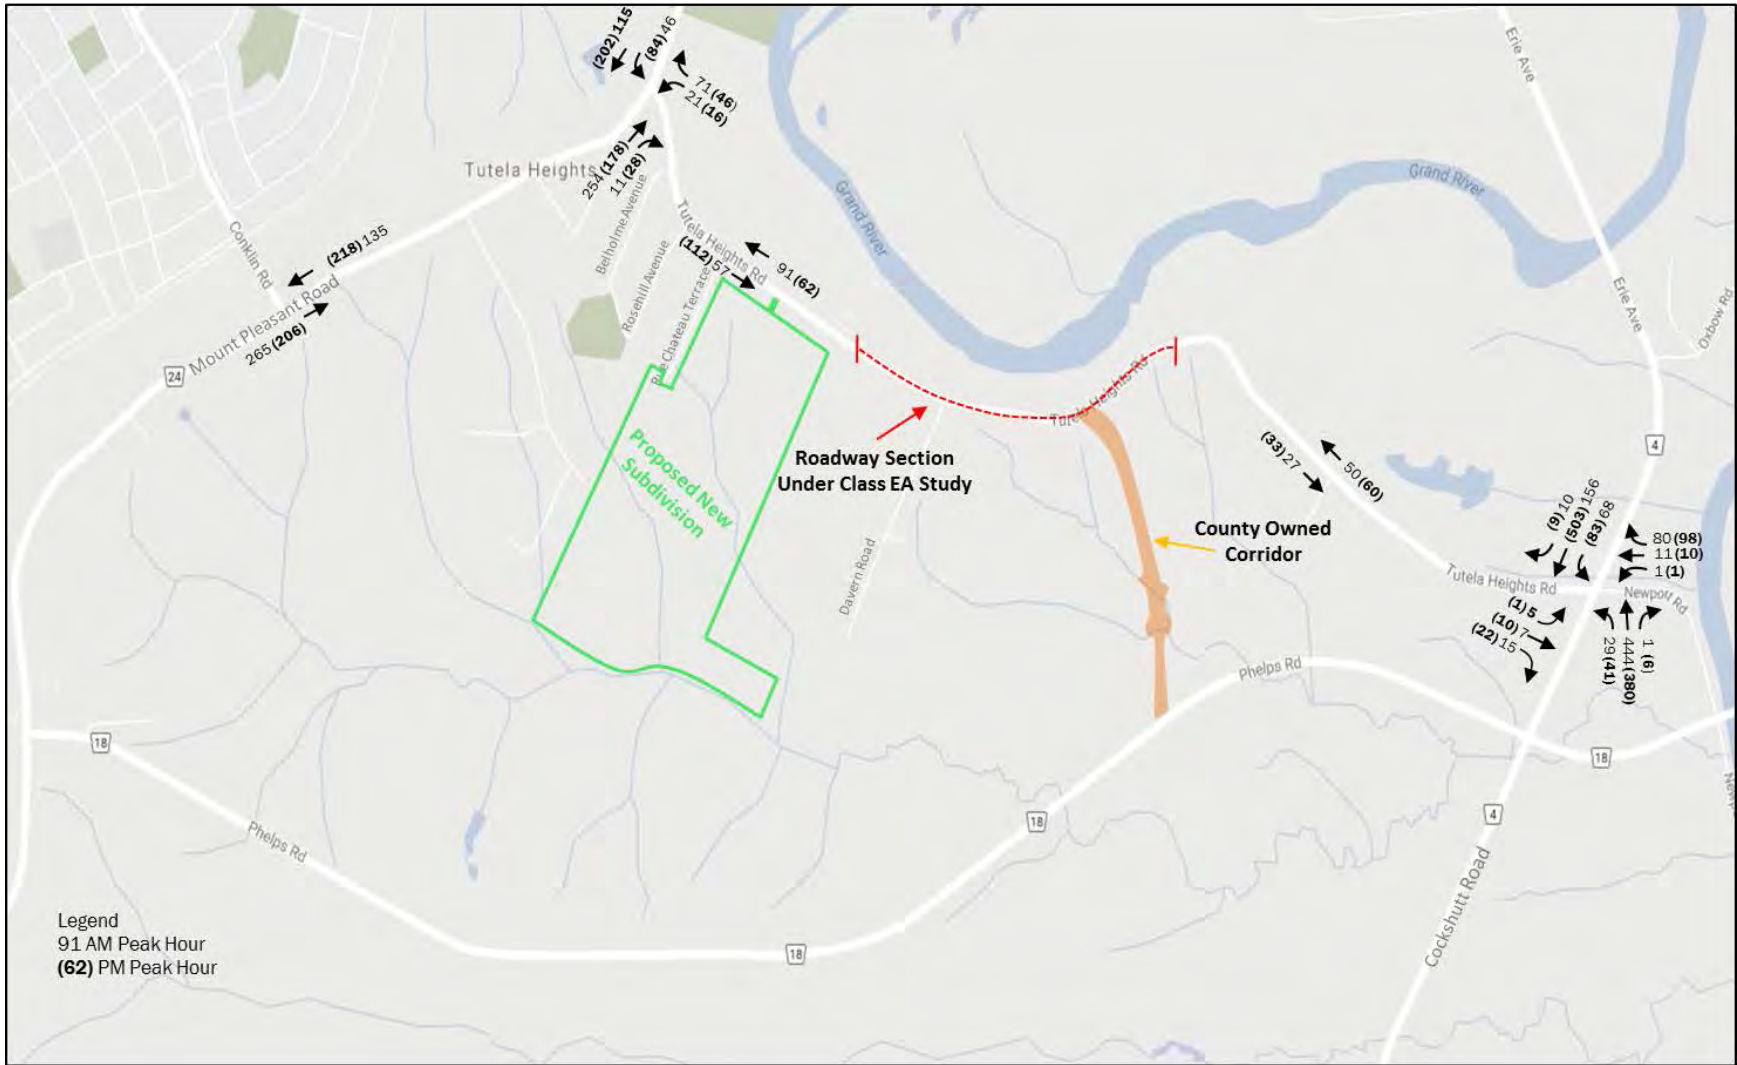 (202)115
(84)46
71(46)
21(16)
254(178)
11(28)
Tutela Heights
Belholme Avenue
Conklin Rd
(218)135
265(206)
Mount Pleasant Road
24
Rosehill Avenue
Rue Chateau Terrace
Tutela Heights Rd
(112)57
91(62)
Grand River
Grand River
Erie Ave
Erie Ave
Oxbow Rd
4
Tutela Heights Rd
Roadway Section
Under Class EA Study
Proposed New
Subdivision
County Owned
Corridor
Davern Road
(33)27
50(60)
(9)10
(503)156
(83)68
80(98)
11(10)
1(1)
Tutela Heights Rd
Newport Rd
(1)5
(10)7
(22)15
29(41)
444(380)
1(6)
Phelps Rd
18
18
18
18
4
Phelps Rd
Cockshutt Road
Legend
91 AM Peak Hour
(62) PM Peak Hour